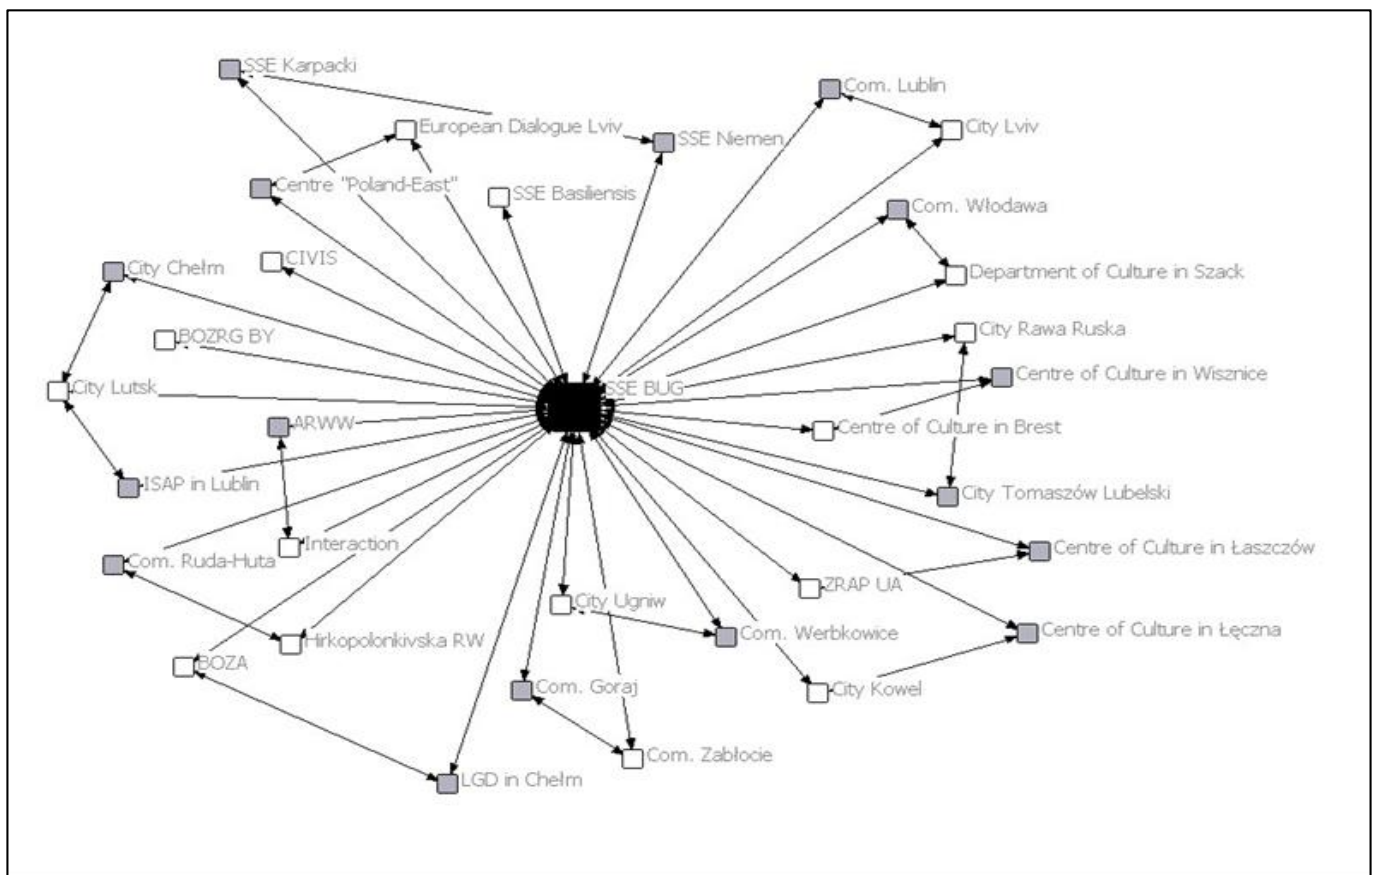 SSE Karpacki
Com. Lublin
European Dialogue Lviv
City Lviv
SSE Niemen
Centre "Poland-East"
SSE Basiliensis
Com. Włodawa
CIVIS
City Chełm
Department of Culture in Szack
BOZRG BY
City Rawa Ruska
Centre of Culture in Wisznice
City Lutsk
SSE BUG
ARWW
Centre of Culture in Brest
ISAP in Lublin
City Tomaszów Lubelski
Interaction
Centre of Culture in Łaszczów
Com. Ruda-Huta
ZRAP UA
City Ugniw
Centre of Culture in Łęczna
Com. Werbkowice
Hirkopolonkivska RW
BOZA
Com. Goraj
City Kowel
Com. Zabłocie
LGD in Chełm